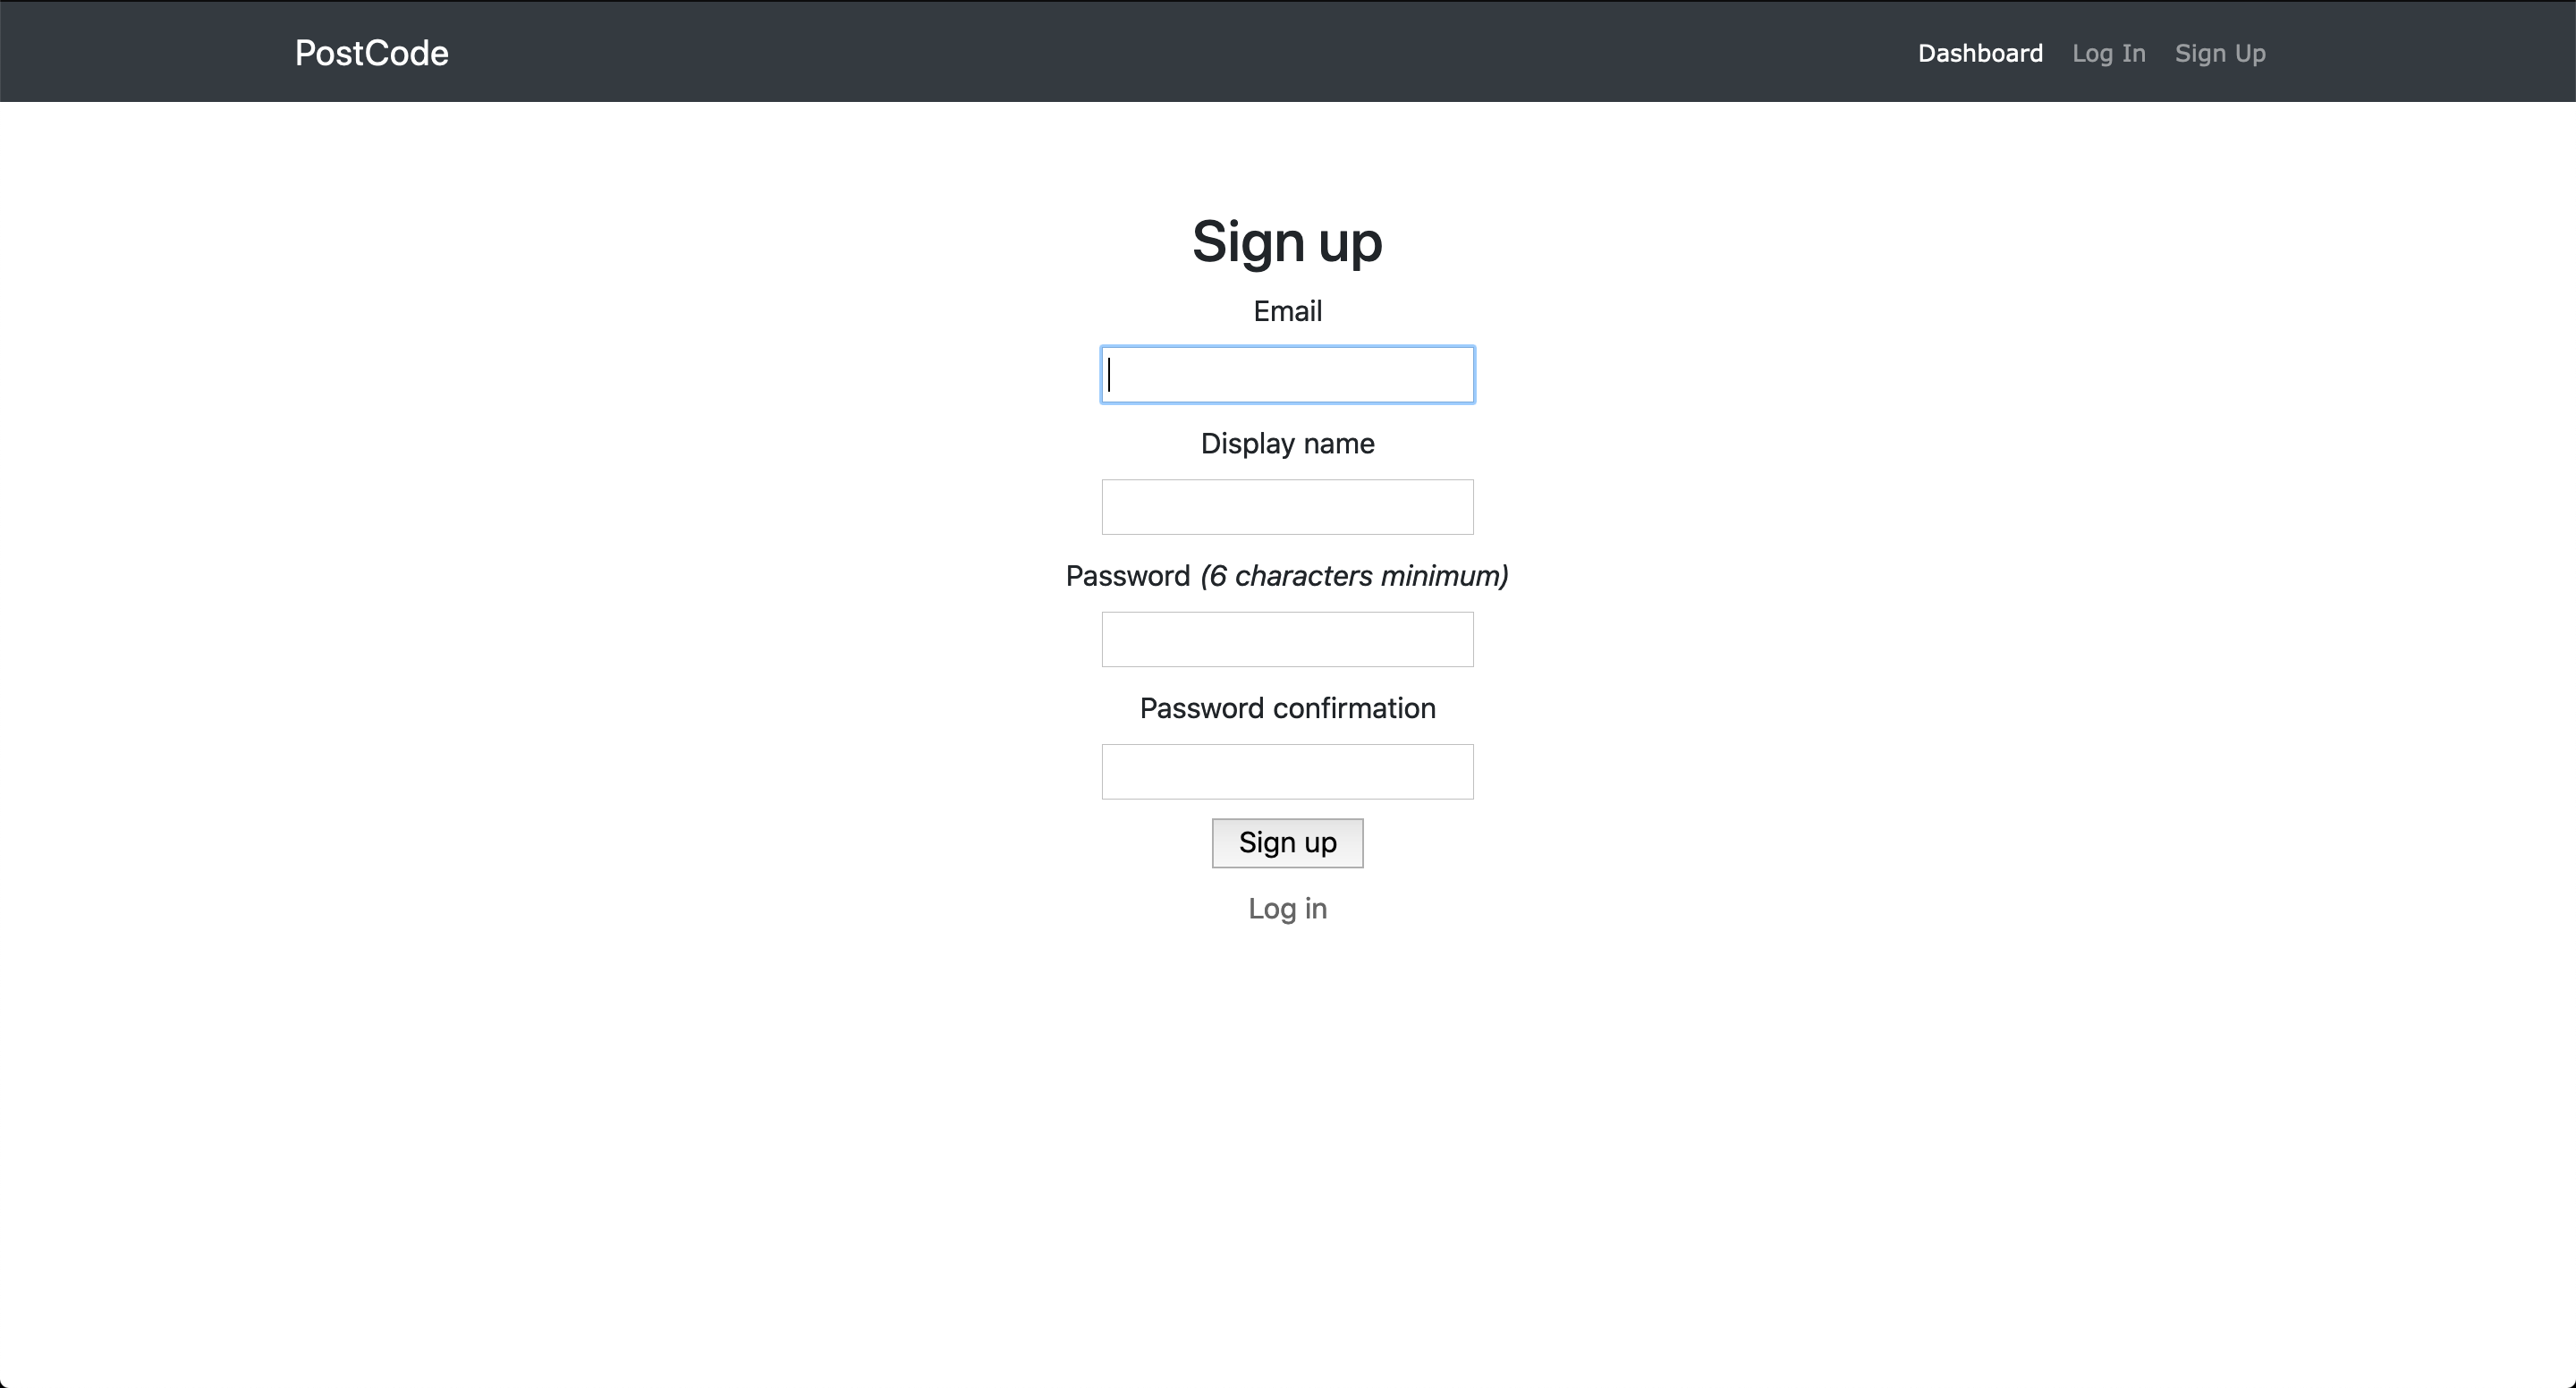 PostCode
Dashboard Log In Sign Up
Sign up
Email
Display name
Password (6 characters minimum)
Password confirmation
Sign up
Log in